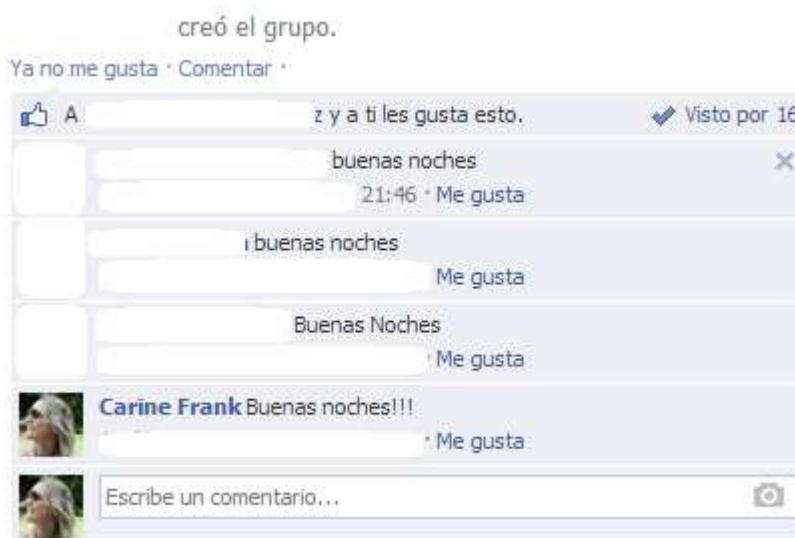 creó el grupo.
Ya no me gusta · Comentar ·
A z y a ti les gusta esto. Visto por 16
buenas noches
21:46 · Me gusta
buenas noches
Me gusta
Buenas Noches
· Me gusta
Carine Frank Buenas noches!!!
· Me gusta
Escribe un comentario...